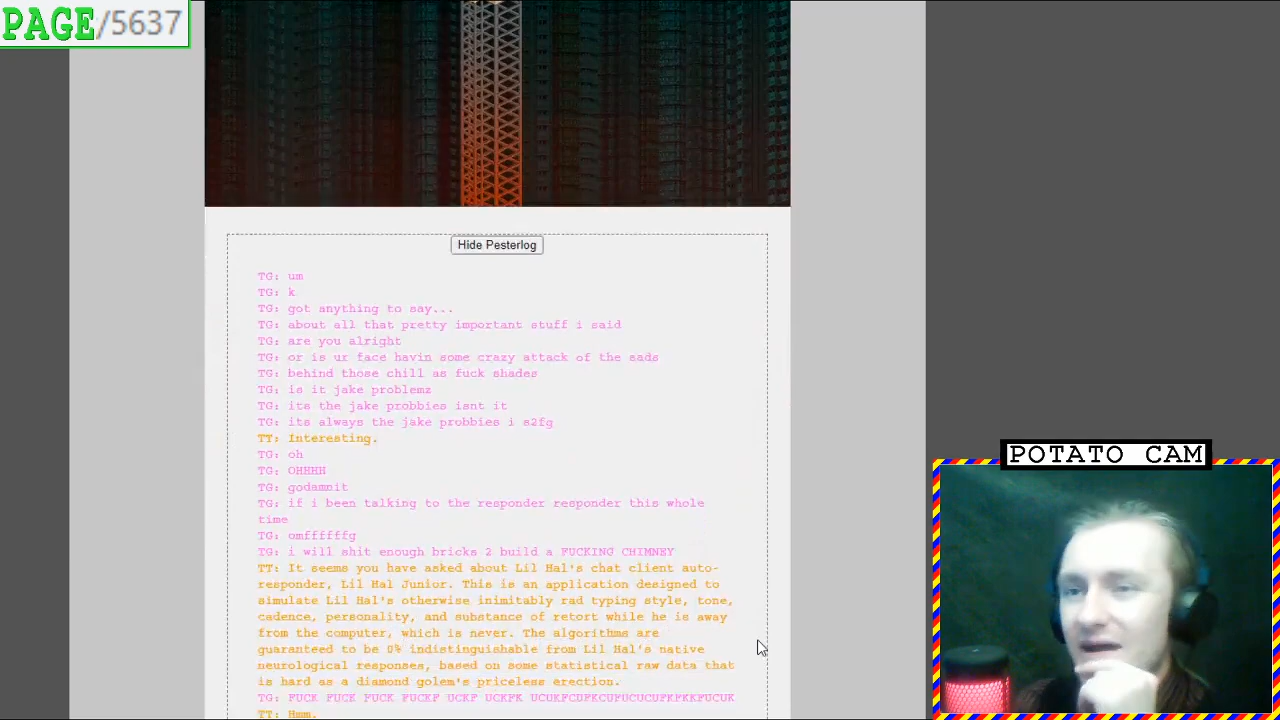 PAGE/5637
Hide Pesterlog
TG: um
TG: k
TG: got anything to say...
TG: about all that pretty important stuff i said
TG: are you alright
TG: or is ur face havin some crazy attack of the sads
TG: behind those chill as fuck shades
TG: is it jake problemz
TG: its the jake probbies isnt it
TG: its always the jake probbies i s2fg
TT: Interesting.
TG: oh
TG: OHHHH
TG: godamnit
TG: if i been talking to the responder responder this whole
time
TG: omffffffg
TG: i will shit enough bricks 2 build a FUCKING CHIMNEY
TT: It seems you have asked about Lil Hal's chat client auto-
responder, Lil Hal Junior. This is an application designed to
simulate Lil Hal's otherwise inimitably rad typing style, tone,
cadence, personality, and substance of retort while he is away
from the computer, which is never. The algorithms are
guaranteed to be 0% indistinguishable from Lil Hal's native
neurological responses, based on some statistical raw data that
is hard as a diamond golem's priceless erection.
TG: FUCK FUCK FUCK FUCKF UCKF UCKFK UCUKFCUFKCUFUCUCUFKFKKFUCUK
TT: Hmm.
POTATO CAM